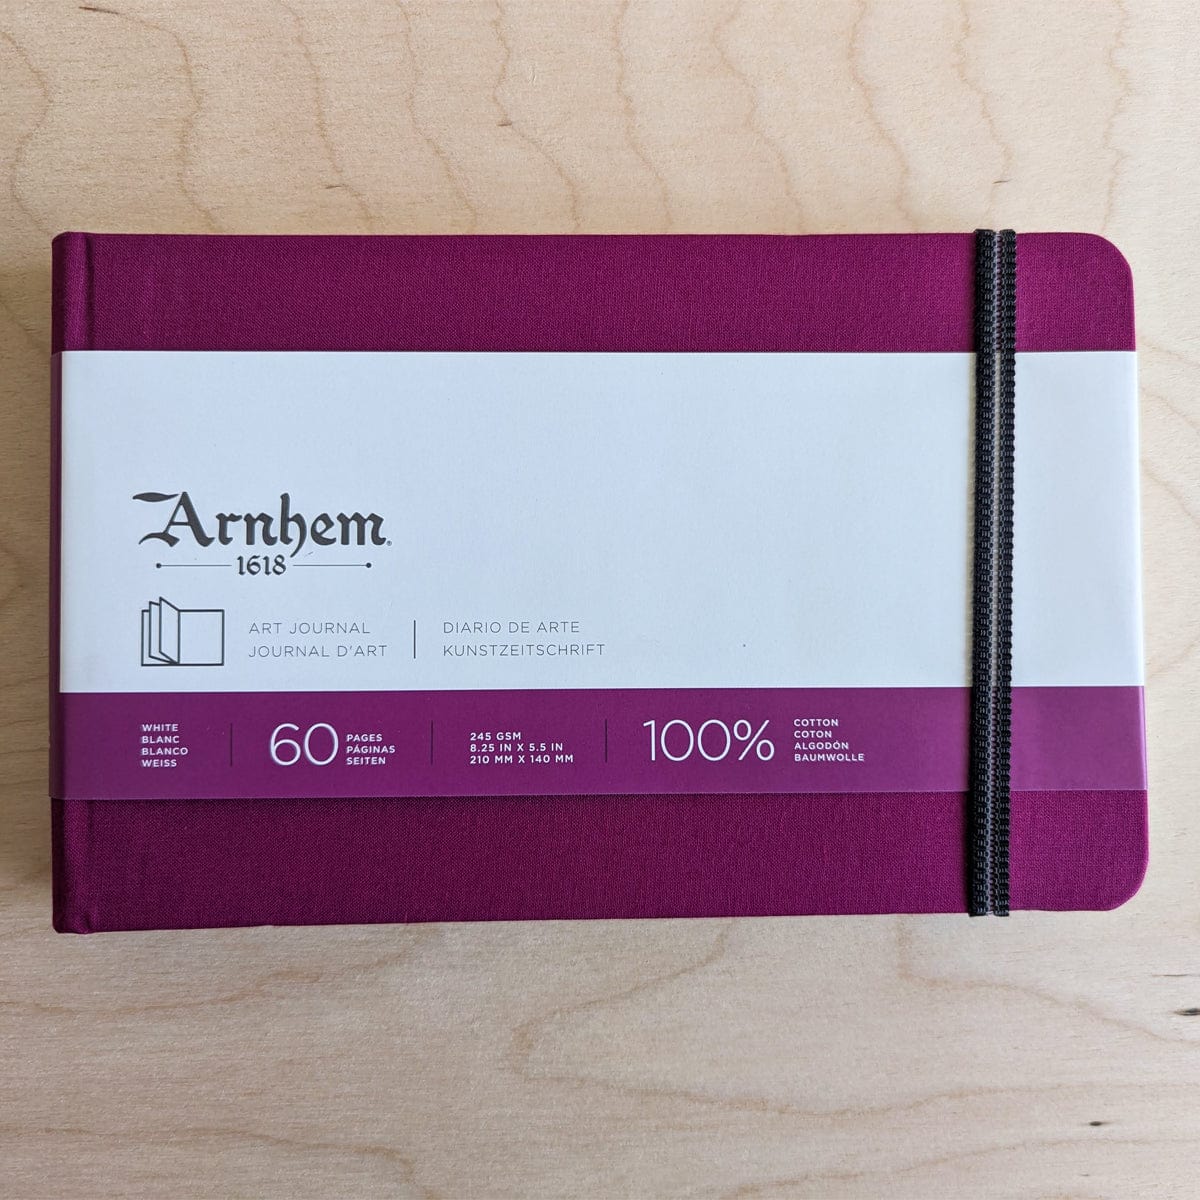 Arnhem
1618
ART JOURNAL
JOURNAL D'ART
DIARIO DE ARTE
KUNSTZEITSCHRIFT
WHITE
BLANC
BLANCO
WEISS
60
PAGES
PÁGINAS
SEITEN
245 GSM
8.25 IN X 5.5 IN
210 MM X 140 MM
100%
COTTON
COTON
ALGODÓN
BAUMWOLLE